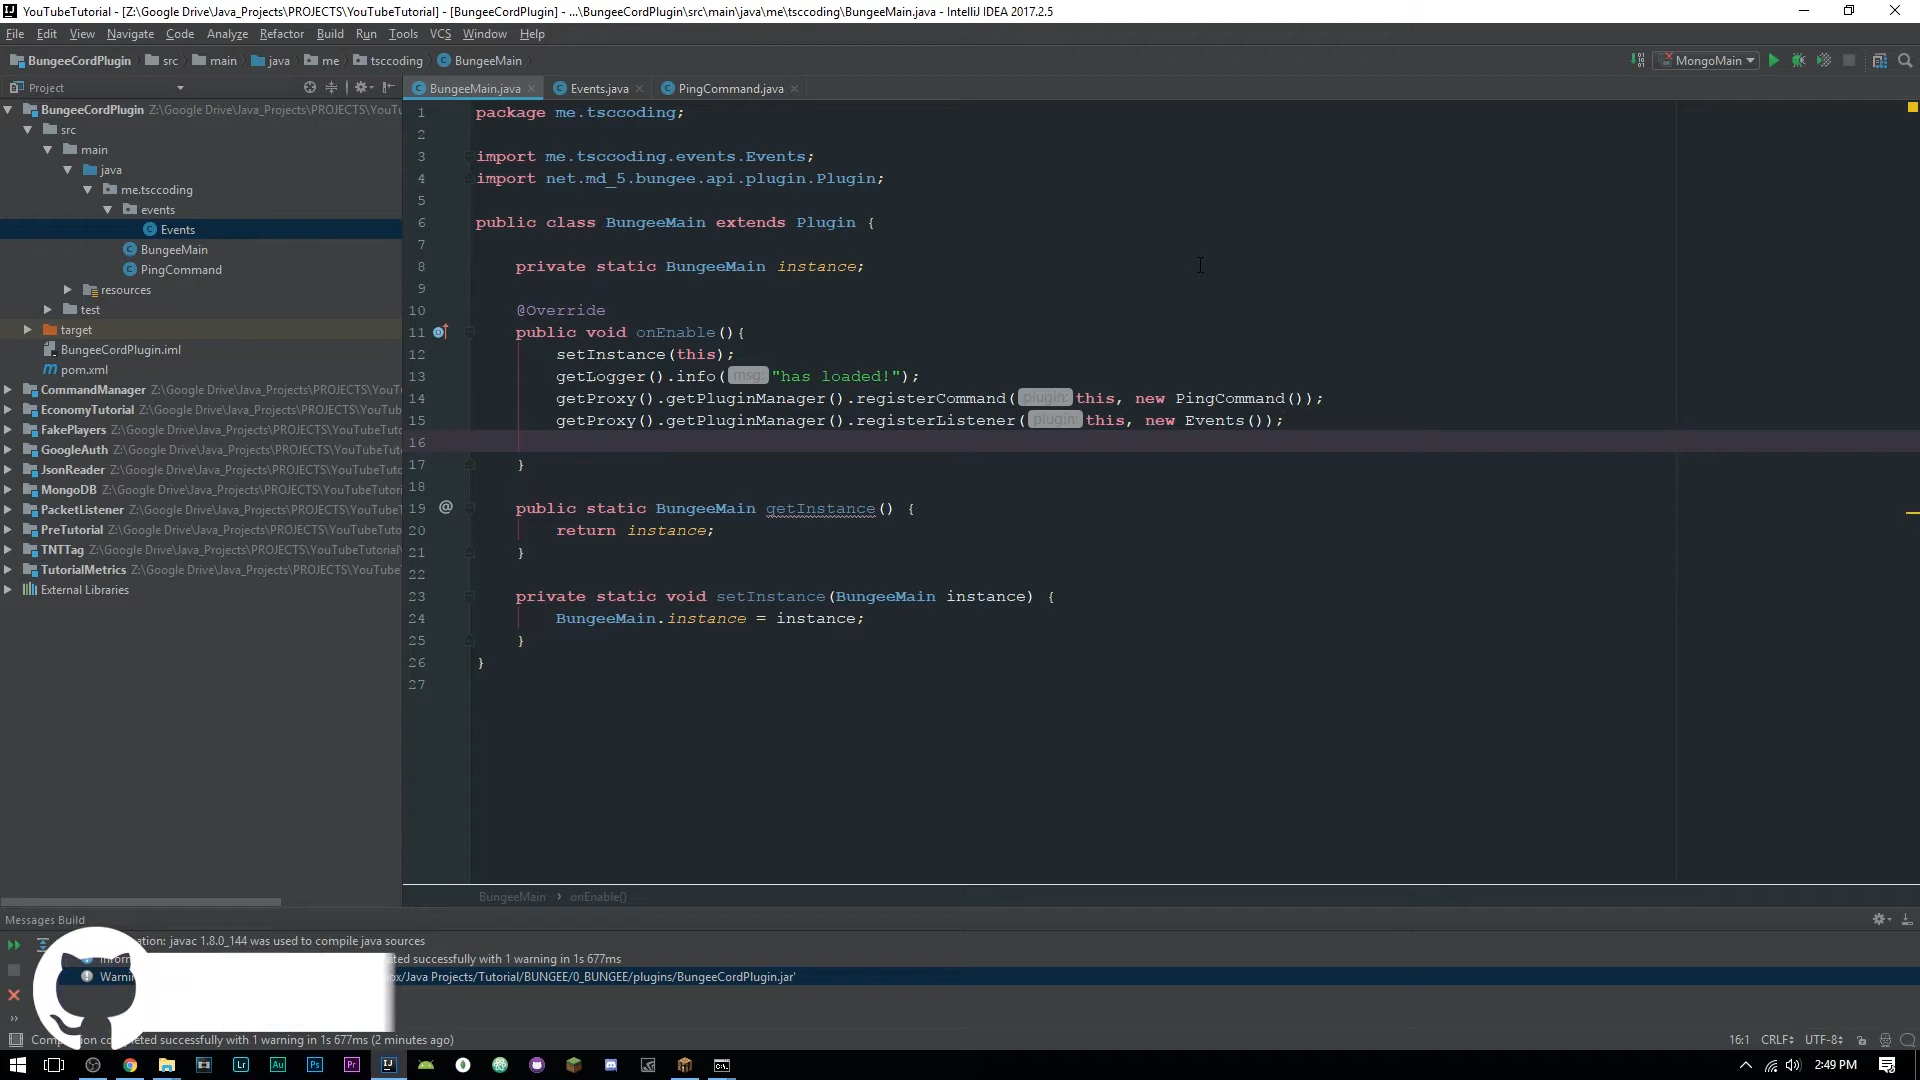 YouTubeTutorial - [Z:\Google Drive\Java_Projects\PROJECTS\YouTubeTutorial] - [BungeeCordPlugin] - ...\BungeeCordPlugin\src\main\java\me\tsccoding\BungeeMain.java - IntelliJ IDEA 2017.2.5
File Edit View Navigate Code Analyze Refactor Build Run Tools VCS Window Help
BungeeCordPlugin src main java me tsccoding BungeeMain MongoMain
Project
BungeeMain.java Events.java PingCommand.java
BungeeCordPlugin Z:\Google Drive\Java_Projects\PROJECTS\YouTu
src
main
java
me.tsccoding
events
Events
BungeeMain
PingCommand
resources
test
target
BungeeCordPlugin.iml
pom.xml
CommandManager Z:\Google Drive\Java_Projects\PROJECTS\YouT
EconomyTutorial Z:\Google Drive\Java_Projects\PROJECTS\YouTub
FakePlayers Z:\Google Drive\Java_Projects\PROJECTS\YouTubeTuto
GoogleAuth Z:\Google Drive\Java_Projects\PROJECTS\YouTubeTuto
JsonReader Z:\Google Drive\Java_Projects\PROJECTS\YouTubeTuto
MongoDB Z:\Google Drive\Java_Projects\PROJECTS\YouTubeTutori
PacketListener Z:\Google Drive\Java_Projects\PROJECTS\YouTube
PreTutorial Z:\Google Drive\Java_Projects\PROJECTS\YouTubeTuto
TNTTag Z:\Google Drive\Java_Projects\PROJECTS\YouTubeTutorial\
TutorialMetrics Z:\Google Drive\Java_Projects\PROJECTS\YouTube
External Libraries
1 package me.tsccoding;
2
3 import me.tsccoding.events.Events;
4 import net.md_5.bungee.api.plugin.Plugin;
5
6 public class BungeeMain extends Plugin {
7
8 private static BungeeMain instance;
9
10 @Override
11 public void onEnable(){
12 setInstance(this);
13 getLogger().info( msg: "has loaded!");
14 getProxy().getPluginManager().registerCommand( plugin: this, new PingCommand());
15 getProxy().getPluginManager().registerListener( plugin: this, new Events());
16
17 }
18
19 @ public static BungeeMain getInstance() {
20 return instance;
21 }
22
23 private static void setInstance(BungeeMain instance) {
24 BungeeMain.instance = instance;
25 }
26 }
27
BungeeMain › onEnable()
Messages Build
ation: javac 1.8.0_144 was used to compile java sources
Inform ted successfully with 1 warning in 1s 677ms
Warnin ox/Java Projects/Tutorial/BUNGEE/0_BUNGEE/plugins/BungeeCordPlugin.jar'
Compilation completed successfully with 1 warning in 1s 677ms (2 minutes ago)
16:1 CRLF UTF-8
Lr Au Ps Pr IJ
2:49 PM